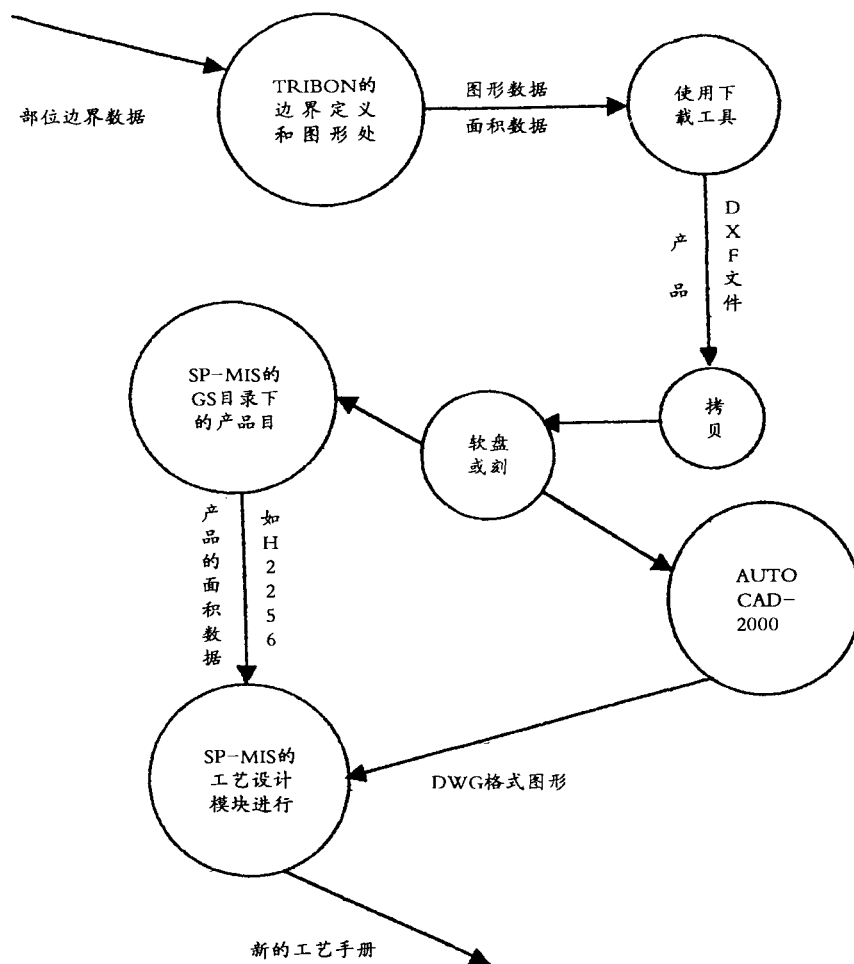 部位边界数据
TRIBON的
边界定义
和图形处
图形数据
面积数据
使用下
载工具
产品
DXF文件
拷
贝
软盘
或刻
SP-MIS的
GS目录下
的产品目
产品的面积数据
如H2256
AUTO
CAD-
2000
SP-MIS的
工艺设计
模块进行
DWG格式图形
新的工艺手册